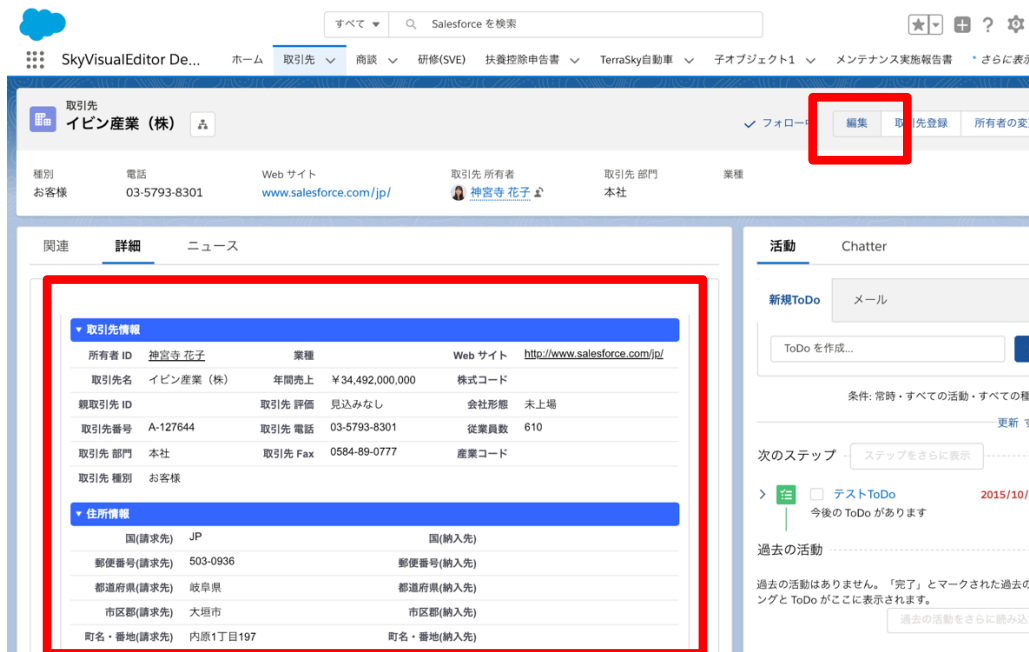 すべて ▼ Salesforce を検索
SkyVisualEditor De... ホーム 取引先 商談 研修(SVE) 扶養控除申告書 TerraSky自動車 子オブジェクト1 メンテナンス実施報告書 * さらに表示
取引先
イビン産業（株）
フォロー中 編集 取引先登録 所有者の変
種別 電話 Web サイト 取引先 所有者 取引先 部門 業種
お客様 03-5793-8301 www.salesforce.com/jp/ 神宮寺 花子 本社
関連 詳細 ニュース
▼ 取引先情報
所有者 ID 神宮寺 花子 業種 Web サイト http://www.salesforce.com/jp/
取引先名 イビン産業（株） 年間売上 ￥34,492,000,000 株式コード
親取引先 ID 取引先 評価 見込みなし 会社形態 未上場
取引先番号 A-127644 取引先 電話 03-5793-8301 従業員数 610
取引先 部門 本社 取引先 Fax 0584-89-0777 産業コード
取引先 種別 お客様
▼ 住所情報
国(請求先) JP 国(納入先)
郵便番号(請求先) 503-0936 郵便番号(納入先)
都道府県(請求先) 岐阜県 都道府県(納入先)
市区郡(請求先) 大垣市 市区郡(納入先)
町名・番地(請求先) 内原1丁目197 町名・番地(納入先)
活動 Chatter
新規ToDo メール
ToDo を作成...
条件: 常時・すべての活動・すべての種
更新 す
次のステップ ステップをさらに表示
テストToDo 2015/10/
今後の ToDo があります
過去の活動
過去の活動はありません。「完了」とマークされた過去の
ングと ToDo がここに表示されます。
過去の活動をさらに読み込